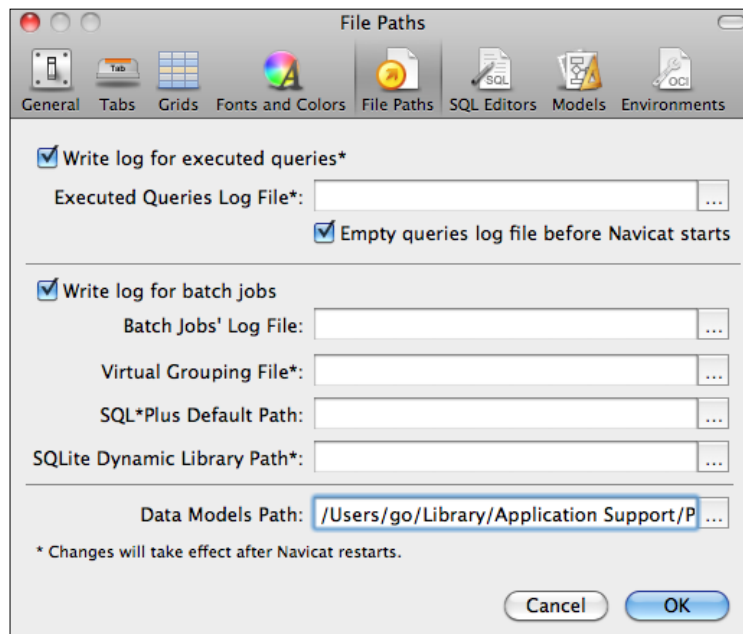 File Paths
Tab
SQL
OCI
General Tabs Grids Fonts and Colors File Paths SQL Editors Models Environments
Write log for executed queries*
Executed Queries Log File*: ...
Empty queries log file before Navicat starts
Write log for batch jobs
Batch Jobs' Log File: ...
Virtual Grouping File*: ...
SQL*Plus Default Path: ...
SQLite Dynamic Library Path*: ...
Data Models Path: /Users/go/Library/Application Support/P ...
* Changes will take effect after Navicat restarts.
Cancel OK